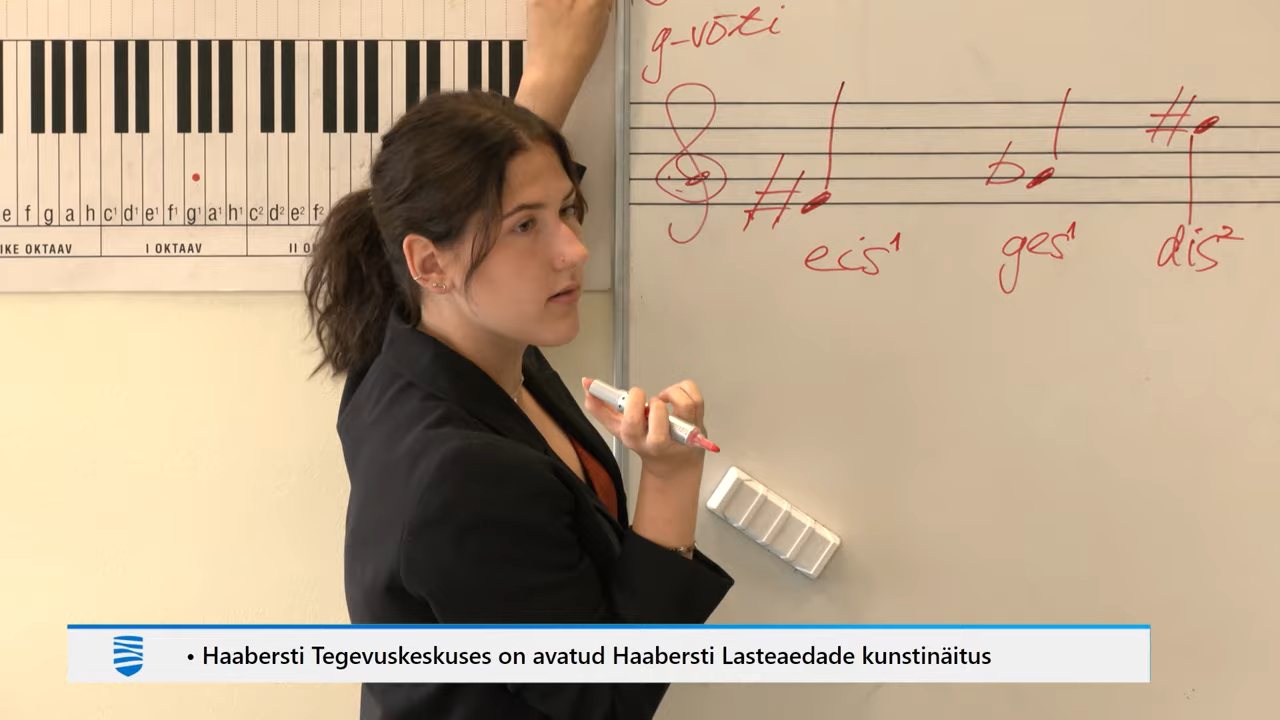 g-võti
# b #
ecis¹ ges¹ dis²
e f g a h c¹ d¹ e¹ f¹ g¹ a¹ h¹ c² d² e² f²
IKE OKTAAV I OKTAAV II O
• Haabersti Tegevuskeskuses on avatud Haabersti Lasteaedade kunstinäitus